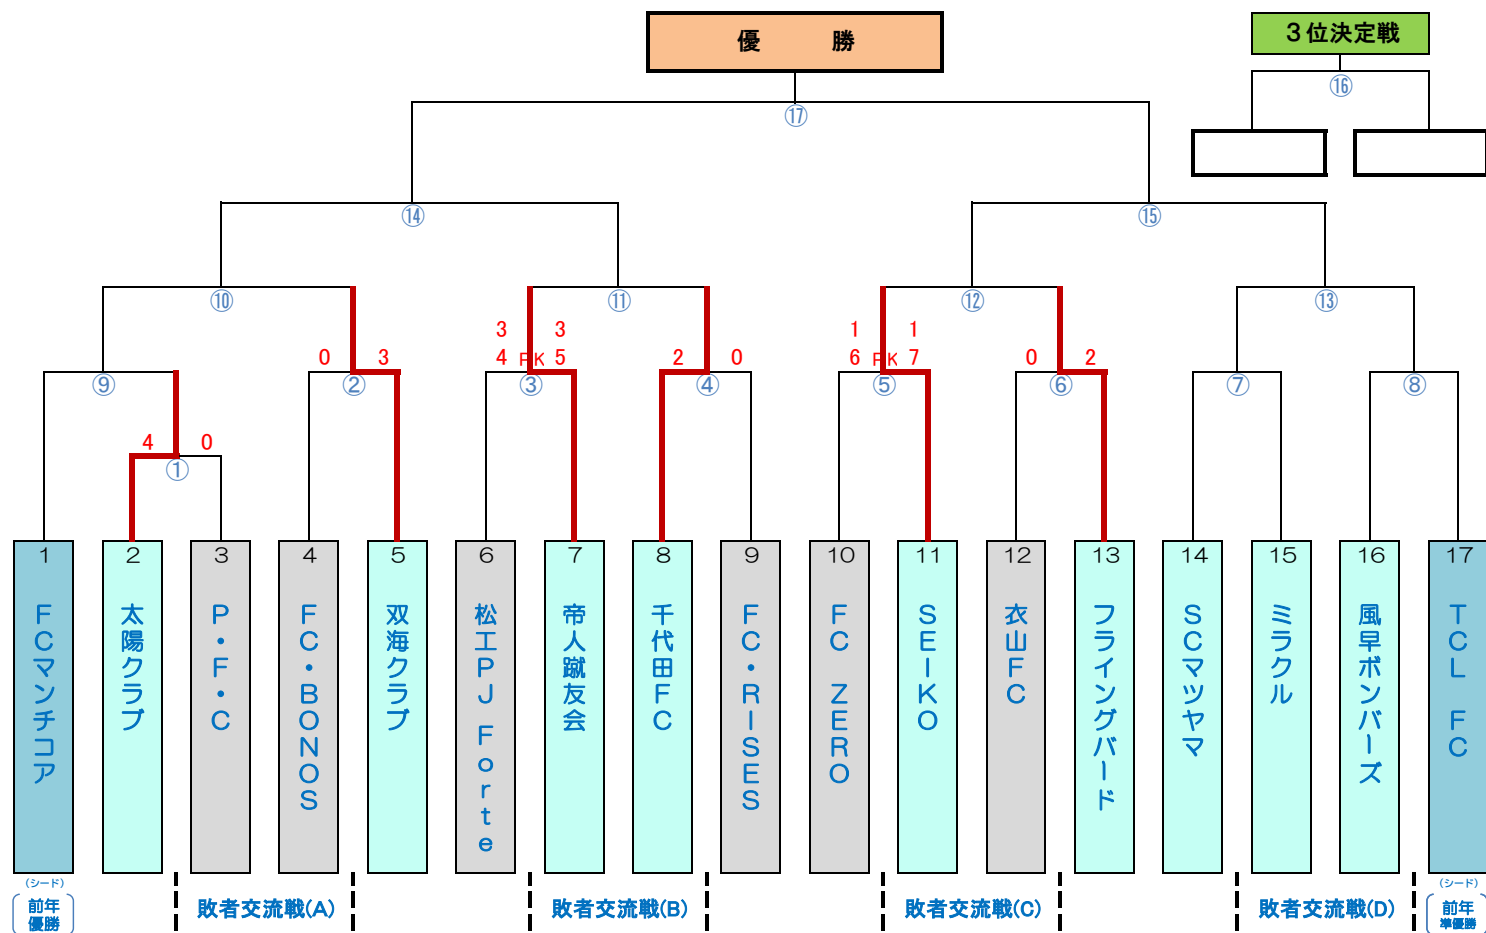 優　勝
３位決定戦
⑰
⑯
⑭
⑮
⑩
⑪
⑫
⑬
3 3
1 1
0 3
4 PK 5
2 0
6 PK 7
0 2
⑨
②
③
④
⑤
⑥
⑦
⑧
4 0
①
1
2
3
4
5
6
7
8
9
10
11
12
13
14
15
16
17
FCマンチコア
太陽クラブ
P・F・C
FC・BONOS
双海クラブ
松工PJ Forte
帝人蹴友会
千代田FC
FC・RISES
FC ZERO
SEIKO
衣山FC
フライングバード
SCマツヤマ
ミラクル
風早ボンバーズ
TCL FC
(シード)
(シード)
前年
優勝
敗者交流戦(A)
敗者交流戦(B)
敗者交流戦(C)
敗者交流戦(D)
前年
準優勝